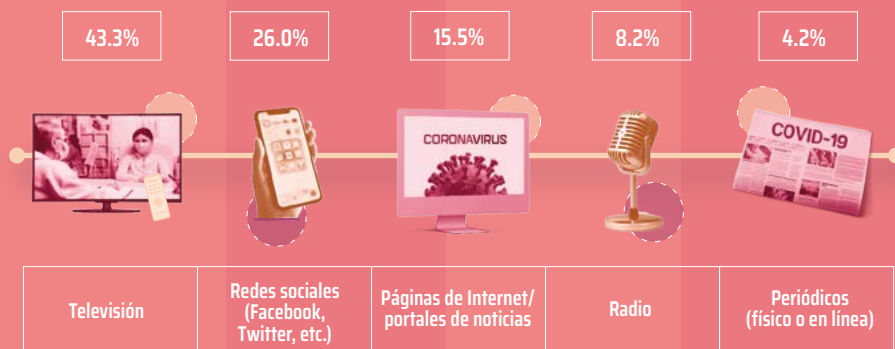 43.3%
26.0%
15.5%
8.2%
4.2%
CORONAVIRUS
COVID-19
Televisión
Redes sociales
(Facebook,
Twitter, etc.)
Páginas de Internet/
portales de noticias
Radio
Periódicos
(físico o en línea)